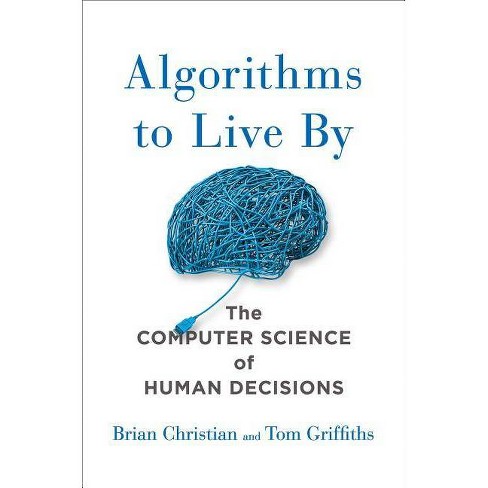 Algorithms
to Live By
The
COMPUTER SCIENCE
of
HUMAN DECISIONS
Brian Christian and Tom Griffiths